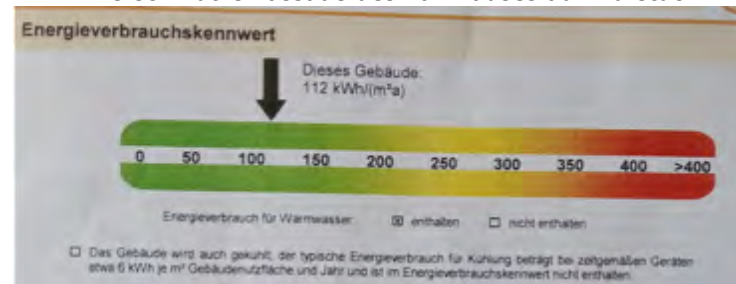 Energieverbrauchskennwert
Dieses Gebäude:
112 kWh/(m²a)
0 50 100 150 200 250 300 350 400 >400
Energieverbrauch für Warmwasser: ☒ enthalten ☐ nicht enthalten
☐ Das Gebäude wird auch gekühlt; der typische Energieverbrauch für Kühlung beträgt bei zeitgemäßen Geräten
etwa 6 kWh je m² Gebäudenutzfläche und Jahr und ist im Energieverbrauchskennwert nicht enthalten.